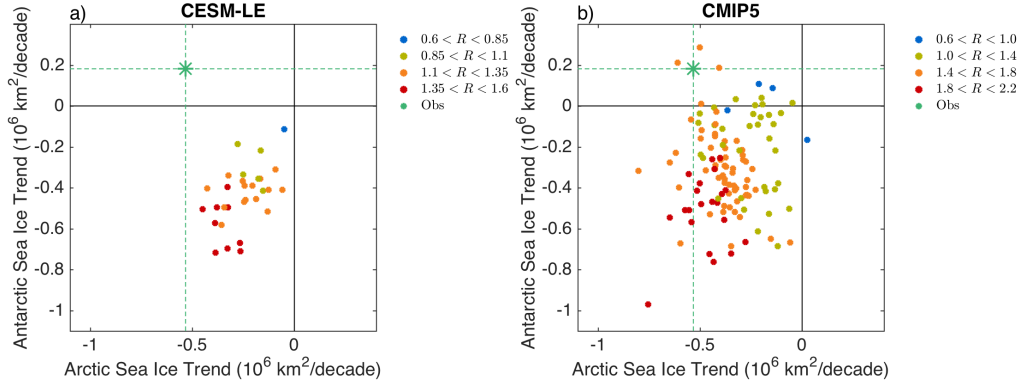 a)
CESM-LE
Antarctic Sea Ice Trend (10⁶ km²/decade)
0.2
0
-0.2
-0.4
-0.6
-0.8
-1
-1
-0.5
0
Arctic Sea Ice Trend (10⁶ km²/decade)
0.6 < R < 0.85
0.85 < R < 1.1
1.1 < R < 1.35
1.35 < R < 1.6
Obs
b)
CMIP5
Antarctic Sea Ice Trend (10⁶ km²/decade)
0.2
0
-0.2
-0.4
-0.6
-0.8
-1
-1
-0.5
0
Arctic Sea Ice Trend (10⁶ km²/decade)
0.6 < R < 1.0
1.0 < R < 1.4
1.4 < R < 1.8
1.8 < R < 2.2
Obs